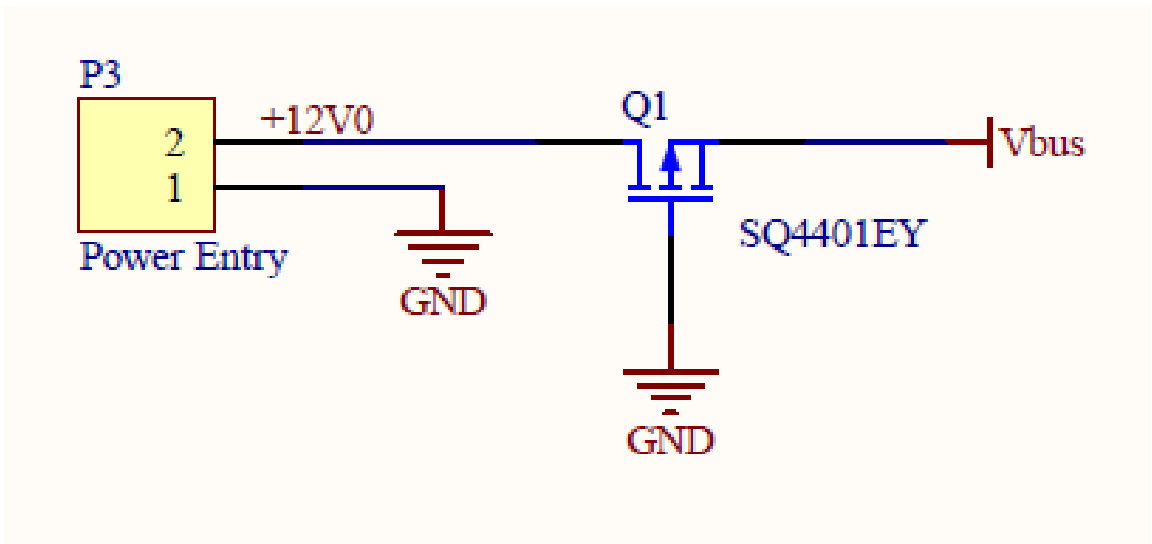 P3
+12V0
Q1
2
Vbus
1
SQ4401EY
Power Entry
GND
GND